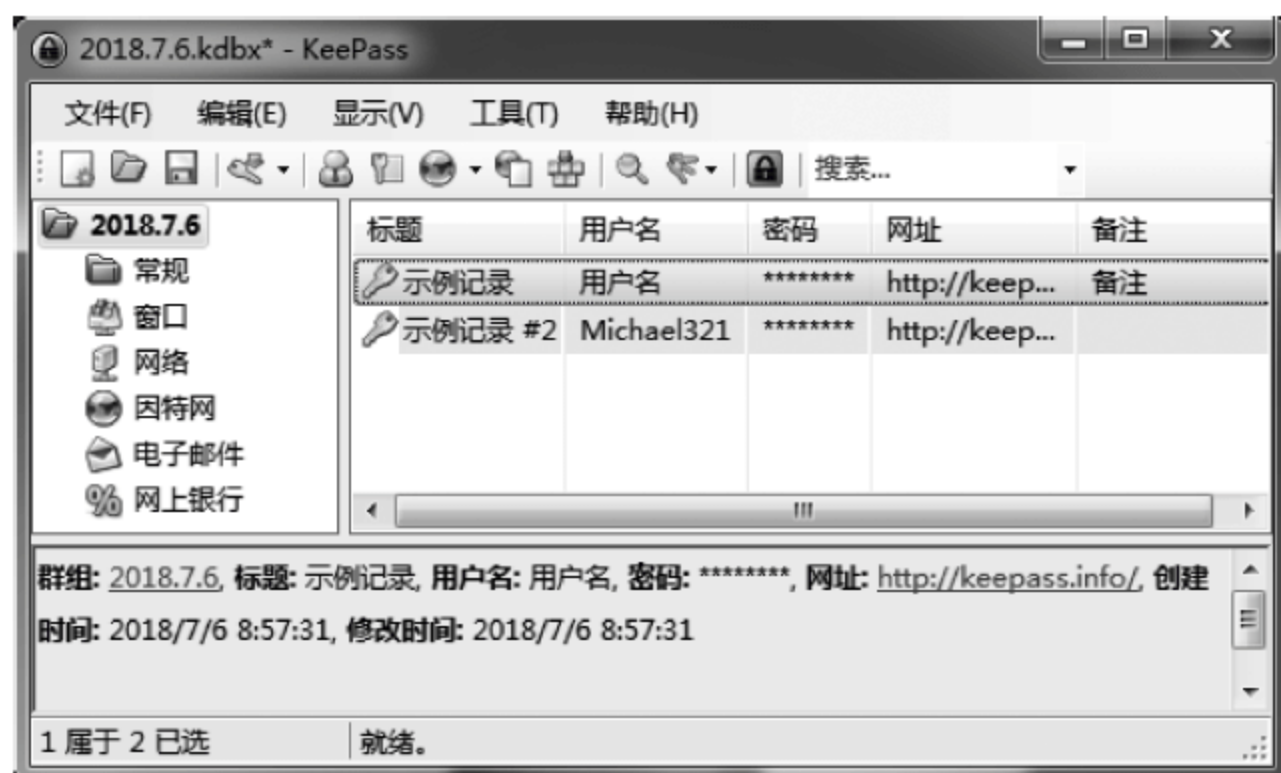 2018.7.6.kdbx* - KeePass
文件(F) 编辑(E) 显示(V) 工具(T) 帮助(H)
搜索...
2018.7.6
常规
窗口
网络
因特网
电子邮件
网上银行
标题 用户名 密码 网址 备注
示例记录 用户名 ******** http://keep... 备注
示例记录 #2 Michael321 ******** http://keep...
群组: 2018.7.6, 标题: 示例记录, 用户名: 用户名, 密码: ********, 网址: http://keepass.info/, 创建
时间: 2018/7/6 8:57:31, 修改时间: 2018/7/6 8:57:31
1 属于 2 已选 就绪。